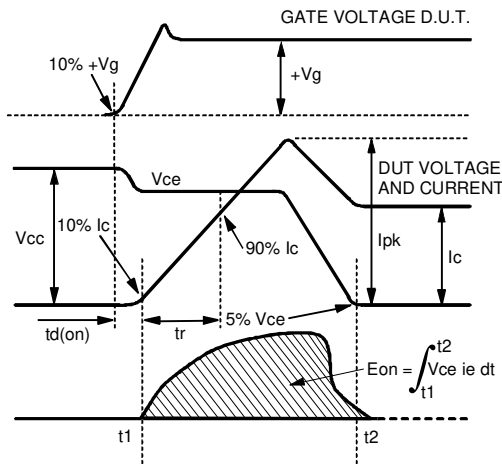 GATE VOLTAGE D.U.T.
10% +Vg
+Vg
Vce
DUT VOLTAGE
AND CURRENT
10% Ic
Vcc
90% Ic
Ipk
Ic
td(on)
tr
5% Vce
Eon = ∫ Vce ie dt
t2
t1
t1
t2